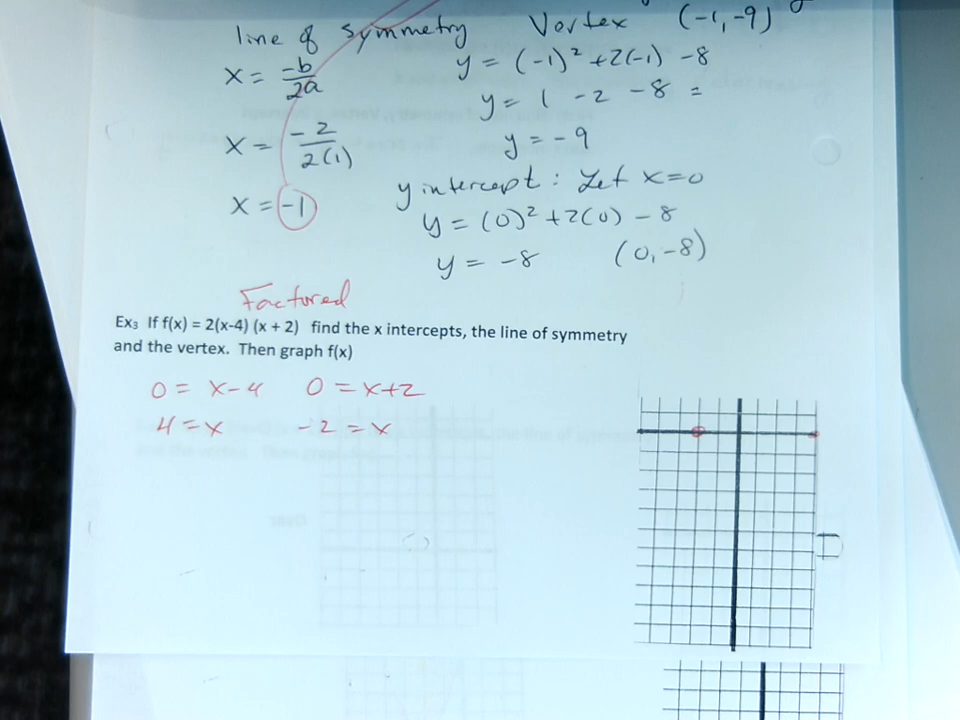 line of symmetry Vortex (-1,-9)
x = -b/2a y = (-1)² +2(-1) -8
y = 1 -2 -8 =
x = -2/2(1) y = -9
y intercept : Let x=0
x = -1 y = (0)² +2(0) - 8
y = -8 (0,-8)
Factored
Ex3 If f(x) = 2(x-4) (x + 2) find the x intercepts, the line of symmetry
and the vertex. Then graph f(x)
0 = x-4 0 = x+2
4 = x -2 = x